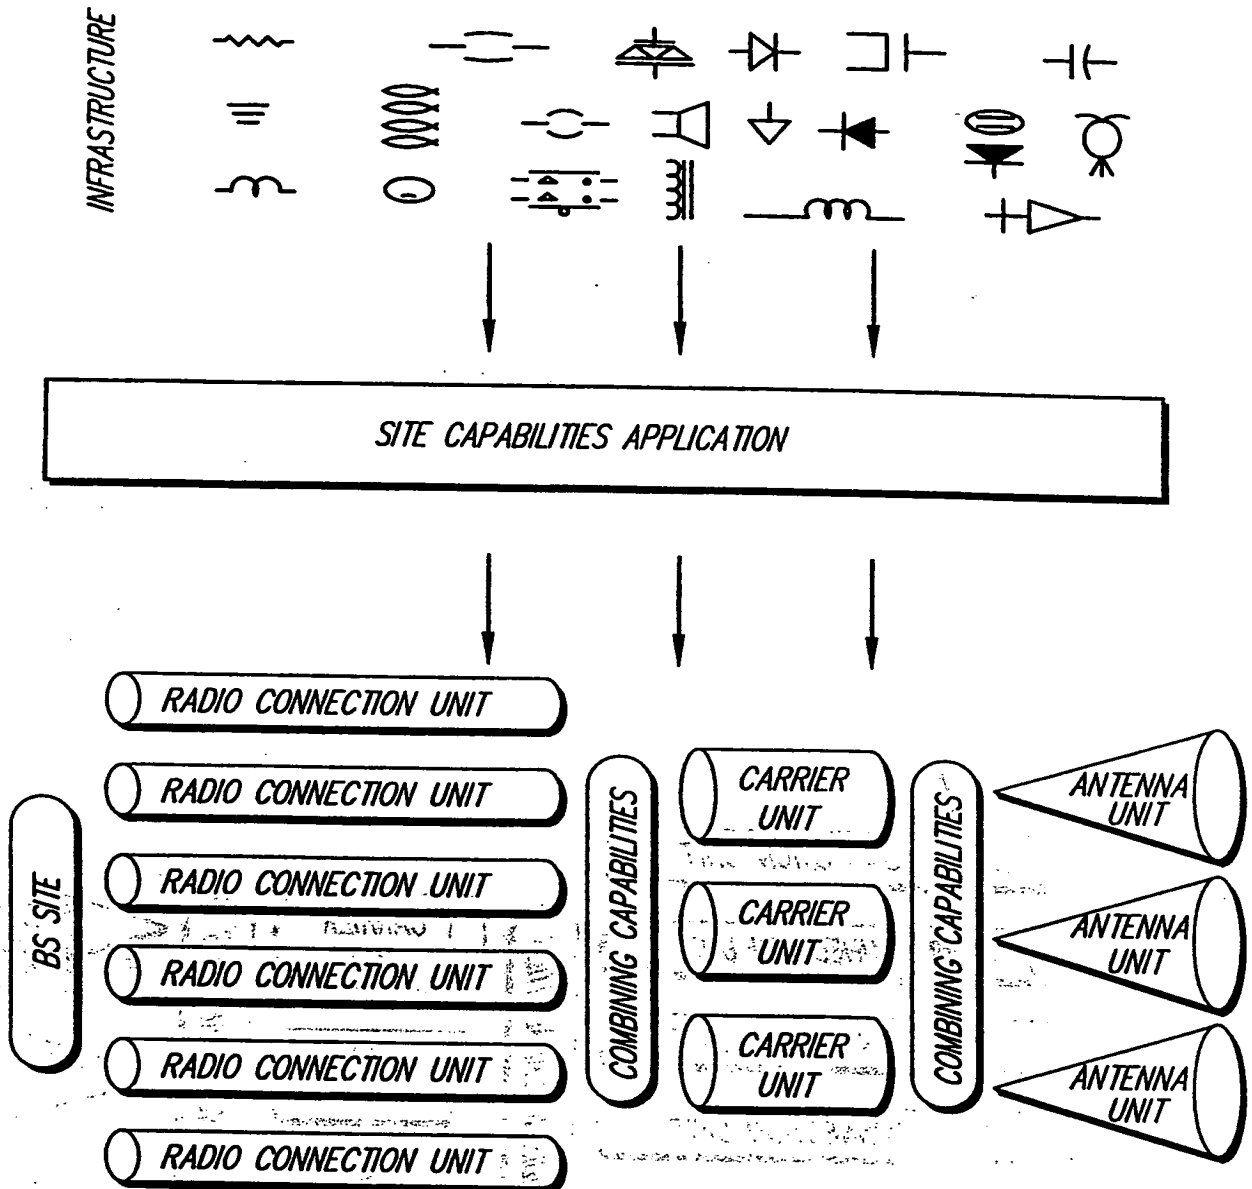 INFRASTRUCTURE
SITE CAPABILITIES APPLICATION
BS SITE
RADIO CONNECTION UNIT
RADIO CONNECTION UNIT
RADIO CONNECTION UNIT
RADIO CONNECTION UNIT
RADIO CONNECTION UNIT
RADIO CONNECTION UNIT
COMBINING CAPABILITIES
CARRIER
UNIT
CARRIER
UNIT
CARRIER
UNIT
COMBINING CAPABILITIES
ANTENNA
UNIT
ANTENNA
UNIT
ANTENNA
UNIT